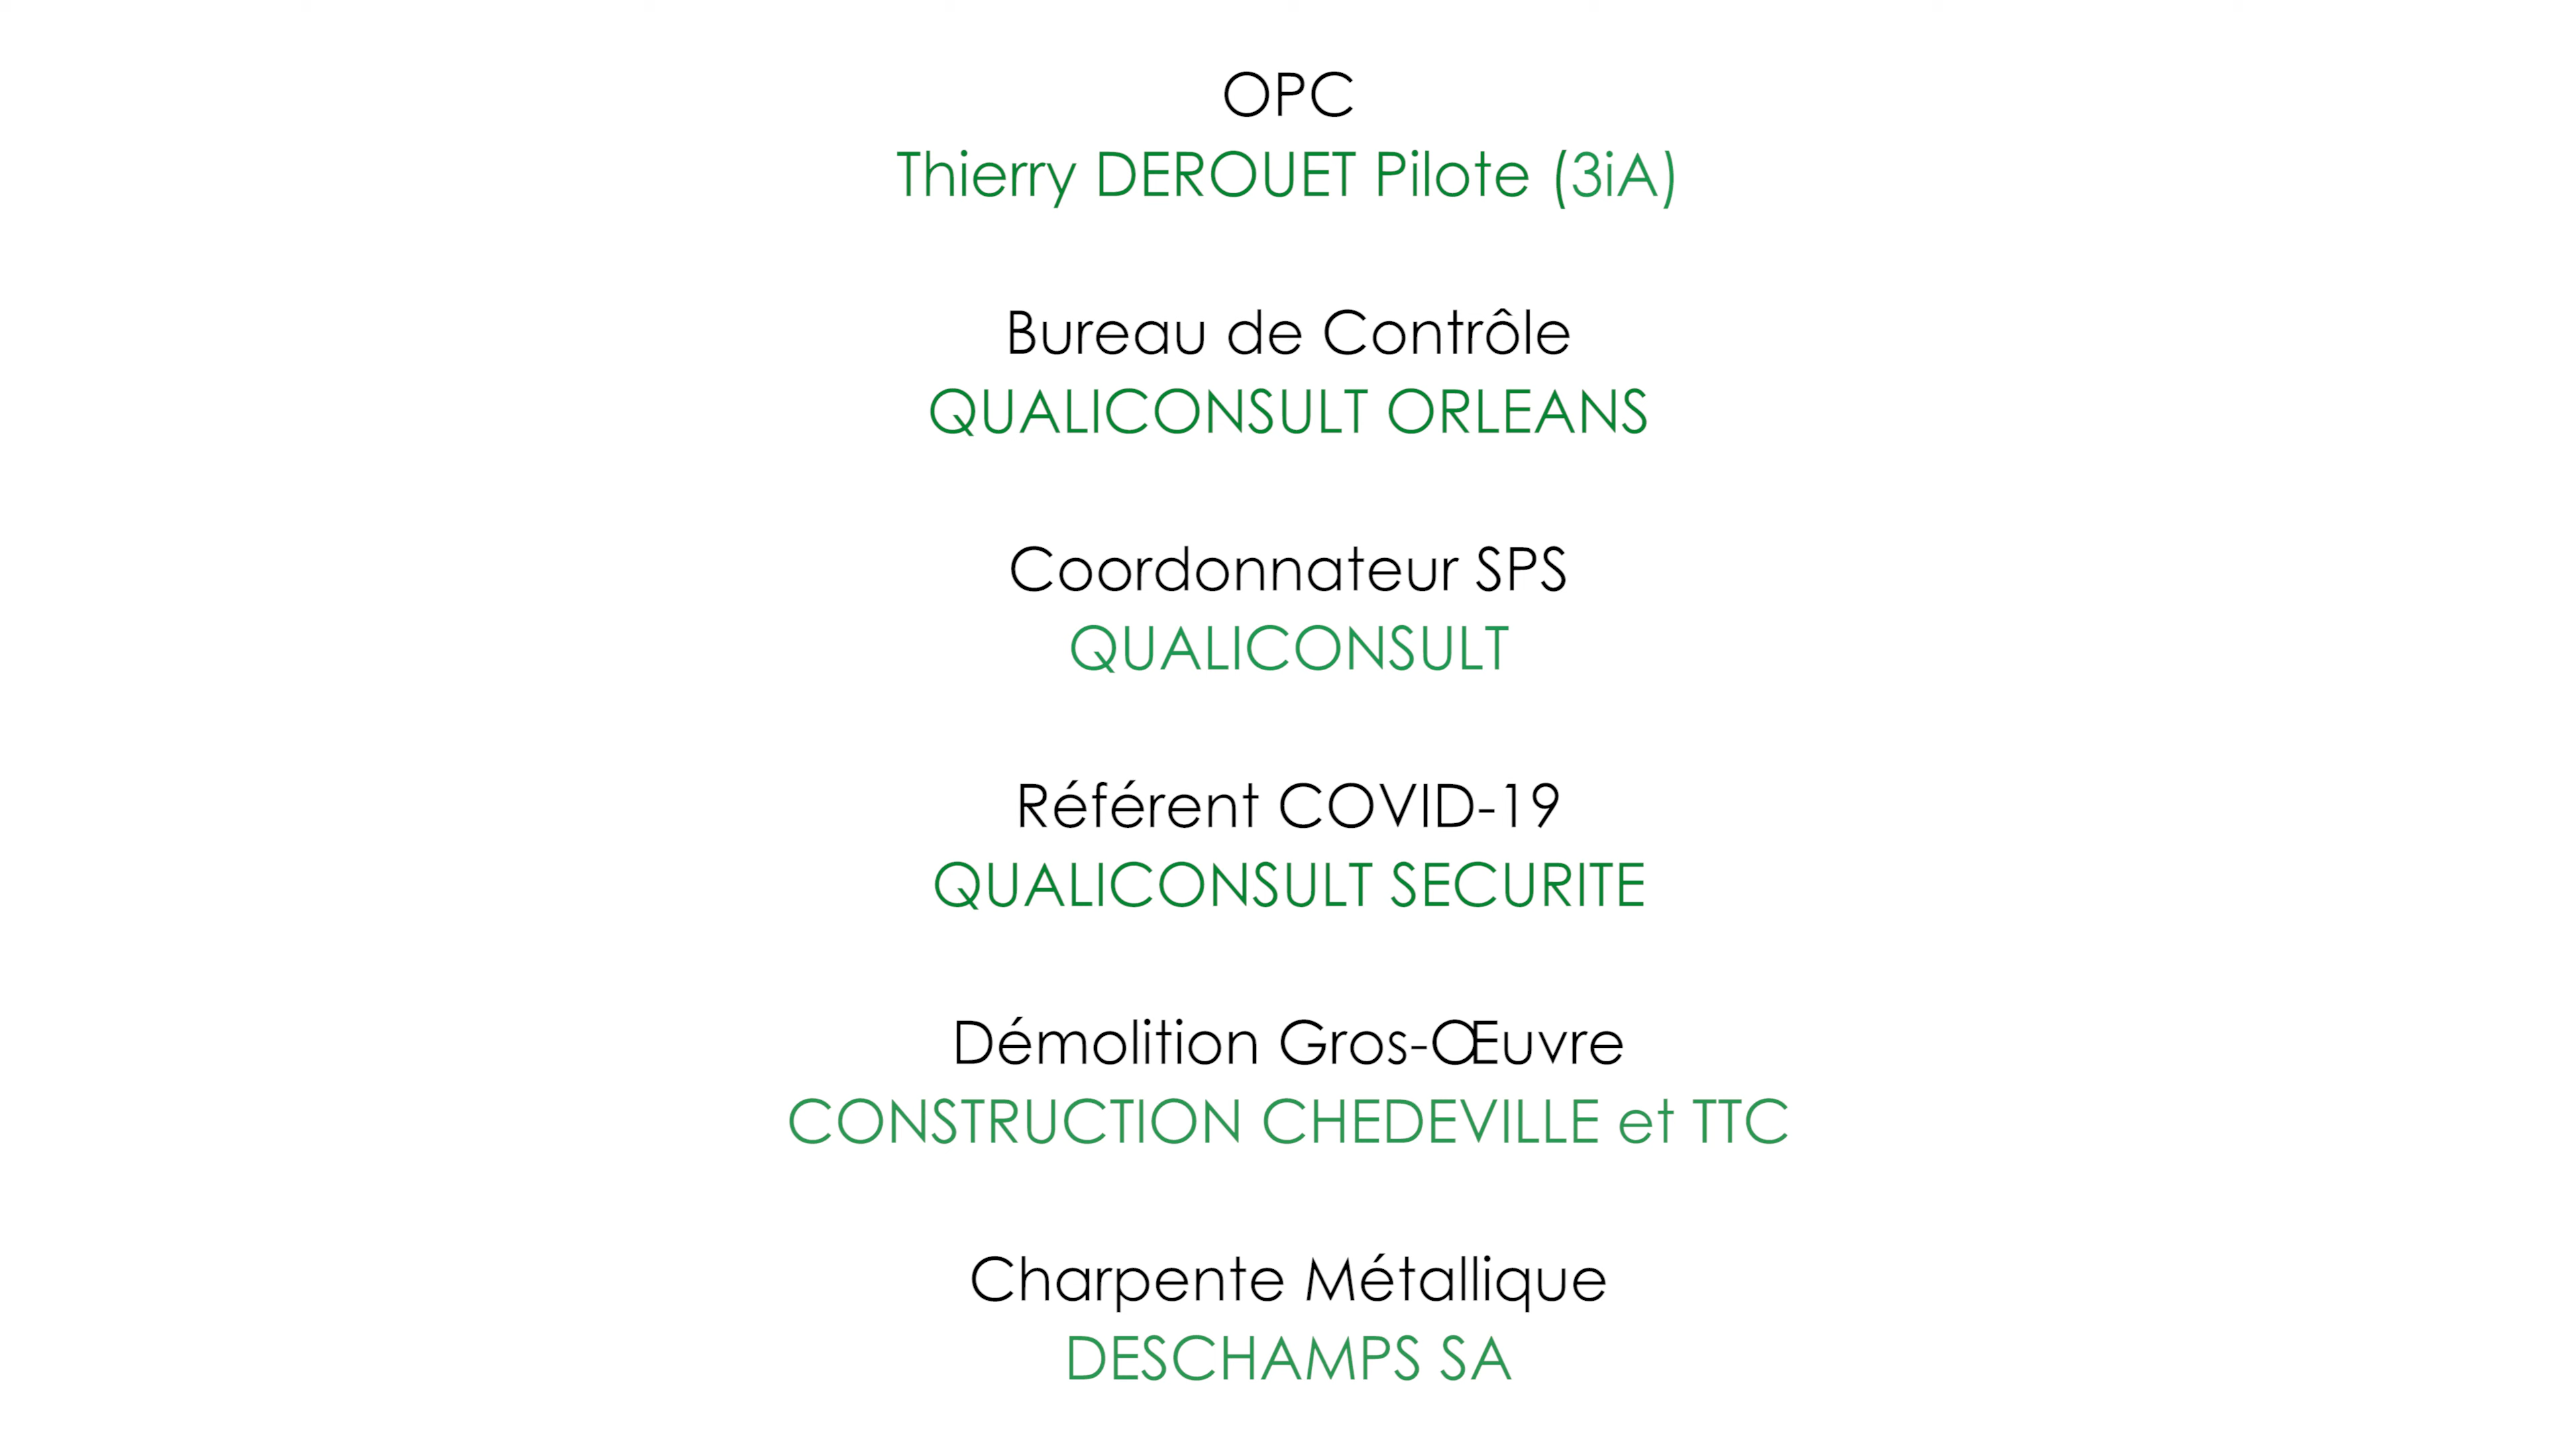 OPC
Thierry DEROUET Pilote (3iA)
Bureau de Contrôle
QUALICONSULT ORLEANS
Coordonnateur SPS
QUALICONSULT
Référent COVID-19
QUALICONSULT SECURITE
Démolition Gros-Œuvre
CONSTRUCTION CHEDEVILLE et TTC
Charpente Métallique
DESCHAMPS SA